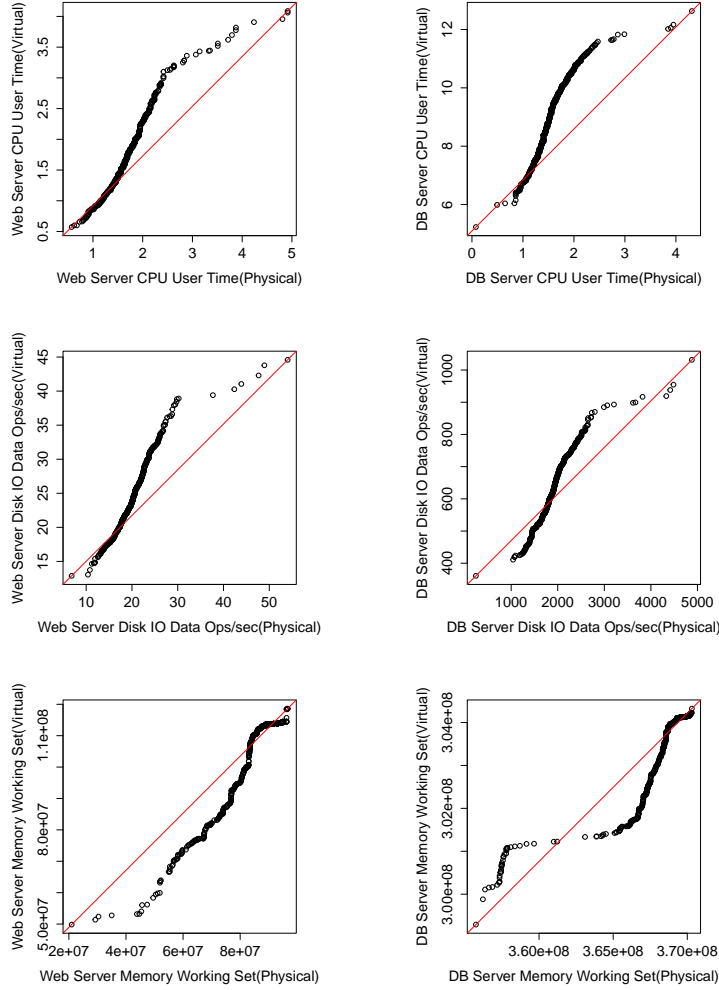 Web Server CPU User Time(Virtual)
0.5 1.5 2.5 3.5
1 2 3 4 5
Web Server CPU User Time(Physical)
DB Server CPU User Time(Virtual)
6 8 10 12
0 1 2 3 4
DB Server CPU User Time(Physical)
Web Server Disk IO Data Ops/sec(Virtual)
15 20 25 30 35 40 45
10 20 30 40 50
Web Server Disk IO Data Ops/sec(Physical)
DB Server Disk IO Data Ops/sec(Virtual)
400 600 800 1000
1000 2000 3000 4000 5000
DB Server Disk IO Data Ops/sec(Physical)
Web Server Memory Working Set(Virtual)
5.0e+07 8.0e+07 1.1e+08
2e+07 4e+07 6e+07 8e+07
Web Server Memory Working Set(Physical)
DB Server Memory Working Set(Virtual)
3.00e+08 3.02e+08 3.04e+08
3.60e+08 3.65e+08 3.70e+08
DB Server Memory Working Set(Physical)